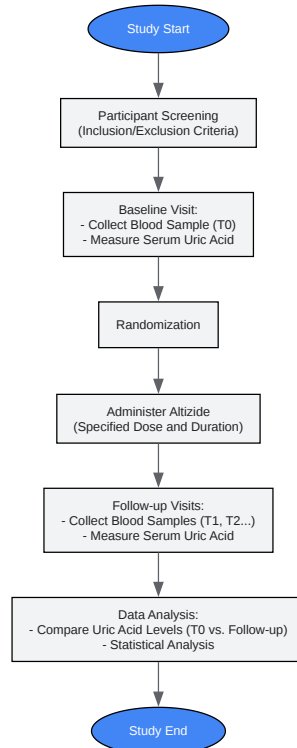 Study Start
Participant Screening
(Inclusion/Exclusion Criteria)
Baseline Visit:
- Collect Blood Sample (T0)
- Measure Serum Uric Acid
Randomization
Administer Altizide
(Specified Dose and Duration)
Follow-up Visits:
- Collect Blood Samples (T1, T2...)
- Measure Serum Uric Acid
Data Analysis:
- Compare Uric Acid Levels (T0 vs. Follow-up)
- Statistical Analysis
Study End